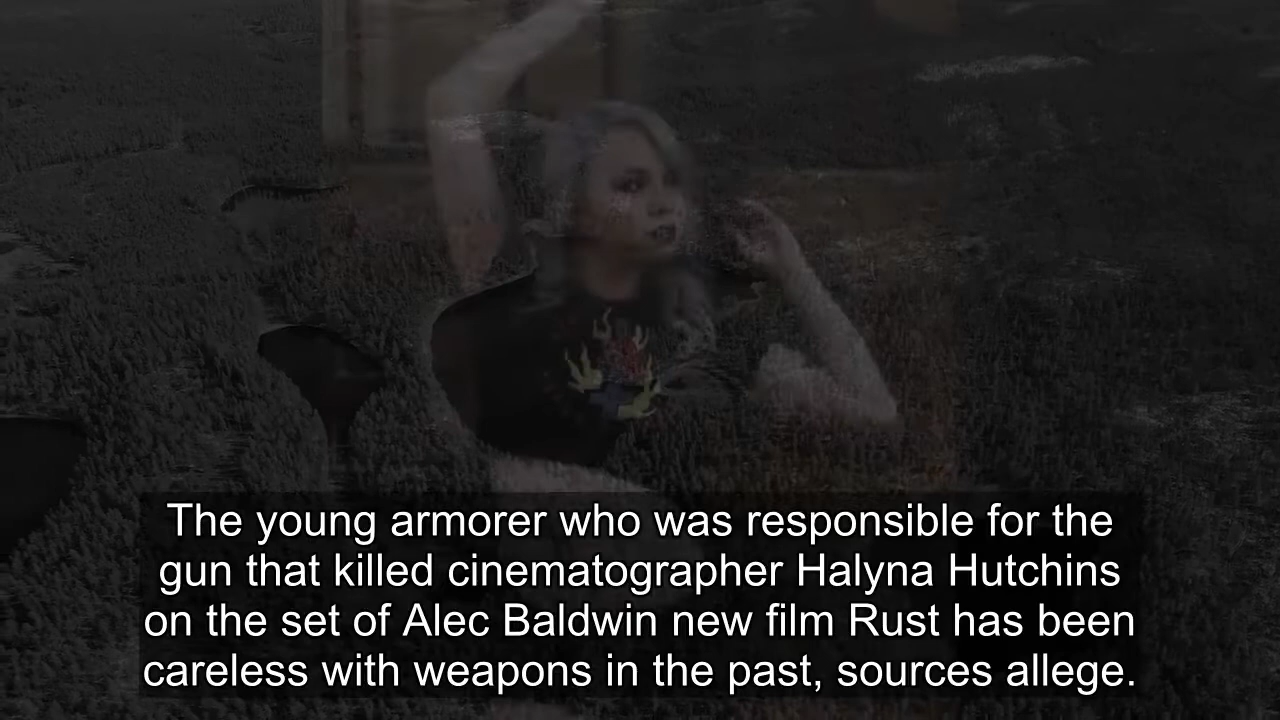 The young armorer who was responsible for the
gun that killed cinematographer Halyna Hutchins
on the set of Alec Baldwin new film Rust has been
careless with weapons in the past, sources allege.